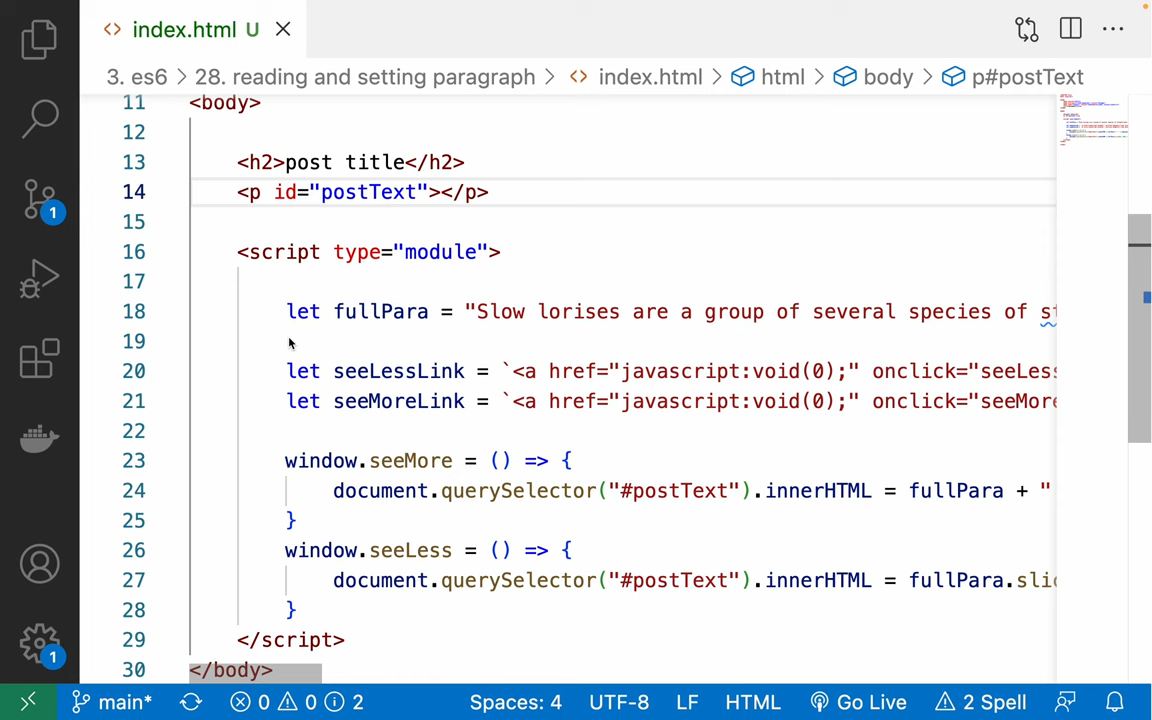 index.html U
3. es6 > 28. reading and setting paragraph > index.html > html > body > p#postText
11 <body>
12
13 <h2>post title</h2>
14 <p id="postText"></p>
15
16 <script type="module">
17
18 let fullPara = "Slow lorises are a group of several species of st
19
20 let seeLessLink = `<a href="javascript:void(0);" onclick="seeLess
21 let seeMoreLink = `<a href="javascript:void(0);" onclick="seeMore
22
23 window.seeMore = () => {
24 document.querySelector("#postText").innerHTML = fullPara + "
25 }
26 window.seeLess = () => {
27 document.querySelector("#postText").innerHTML = fullPara.slic
28 }
29 </script>
30 </body>
1
1
main* 0 0 2 Spaces: 4 UTF-8 LF HTML Go Live 2 Spell